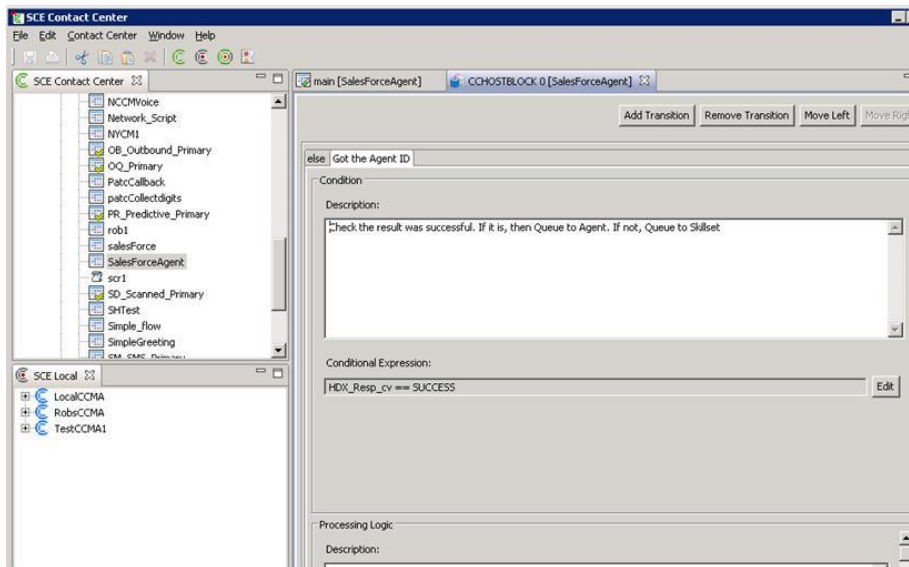 SCE Contact Center
File Edit Contact Center Window Help
SCE Contact Center
NCCMVoice
Network_Script
NYCM1
OB_Outbound_Primary
OQ_Primary
PatcCallback
patcCollectdigits
PR_Predictive_Primary
rob1
salesForce
SalesForceAgent
scr1
SD_Scanned_Primary
SHTest
Simple_flow
SimpleGreeting
SM_SMS_Primary
SCE Local
LocalCCMA
RobsCCMA
TestCCMA1
main [SalesForceAgent]
CCHOSTBLOCK 0 [SalesForceAgent]
Add Transition Remove Transition Move Left Move Righ
else Got the Agent ID
Condition
Description:
Check the result was successful. If it is, then Queue to Agent. If not, Queue to Skillset
Conditional Expression:
HDX_Resp_cv == SUCCESS
Edit
Processing Logic
Description: